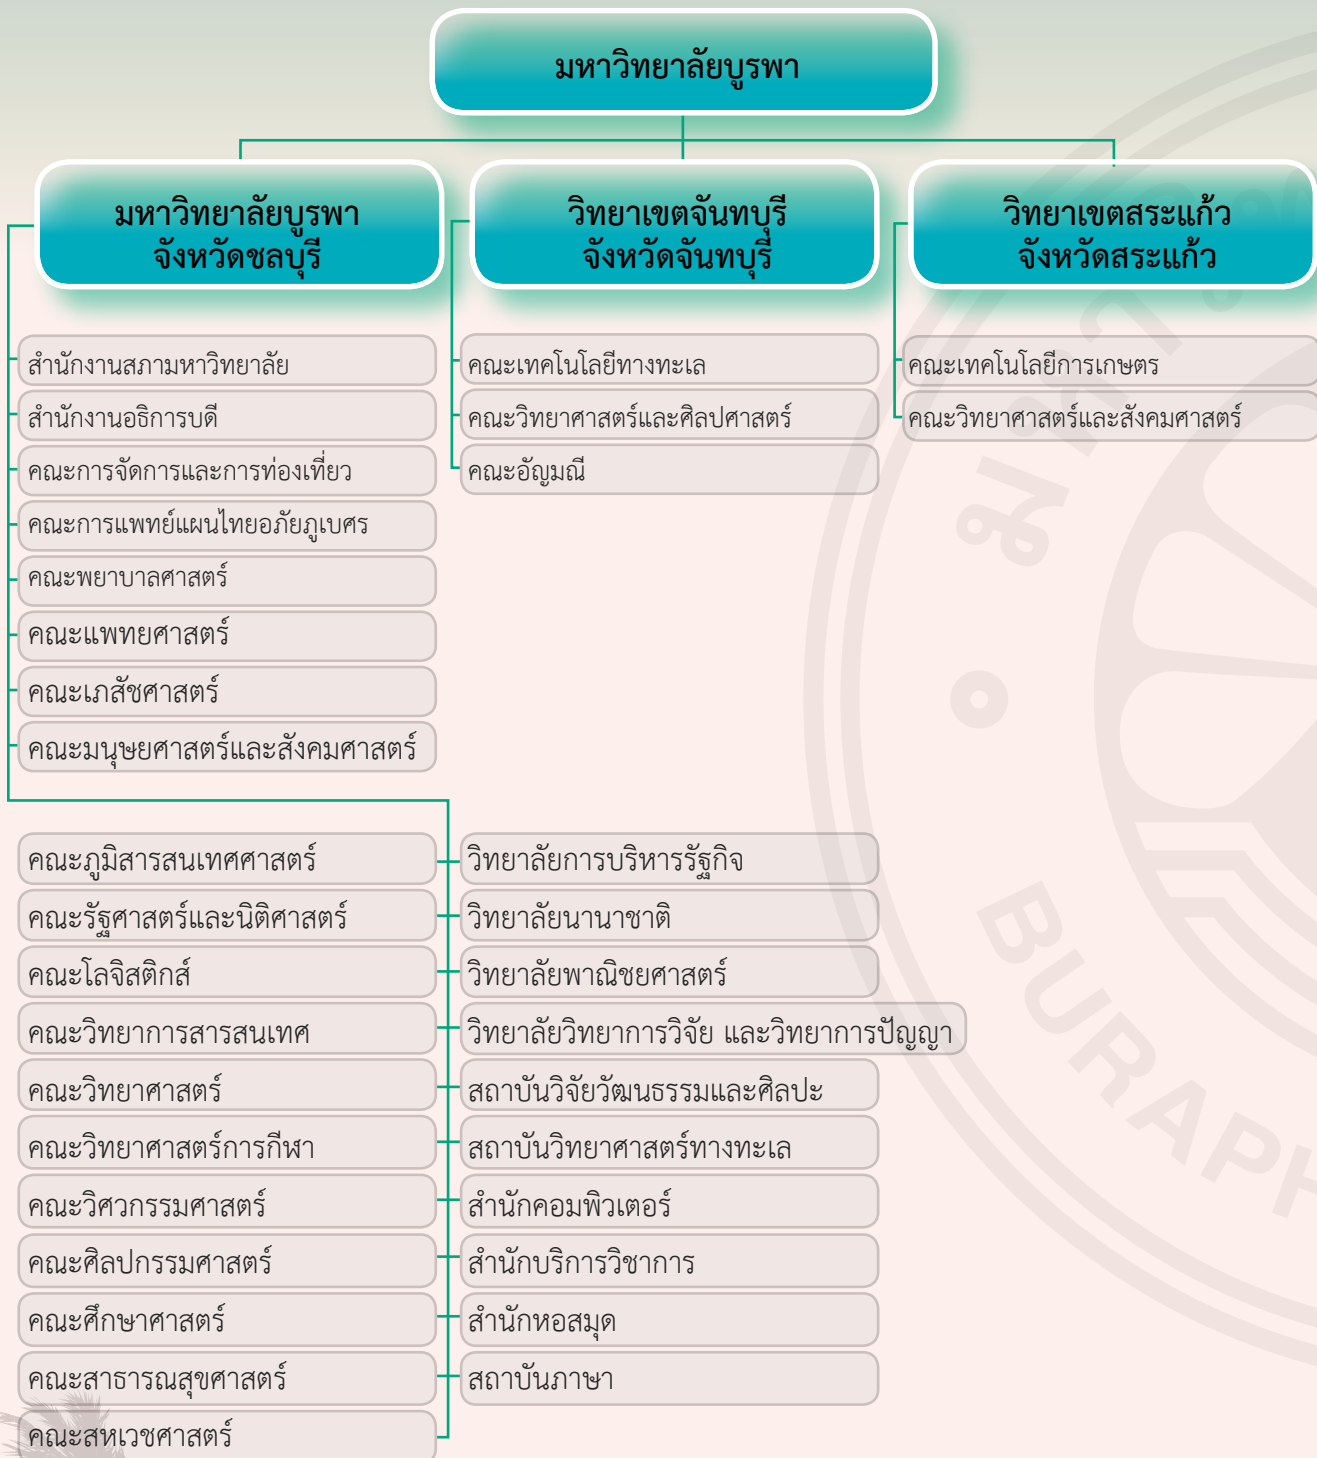 มหาวิทยาลัยบูรพา
มหาวิทยาลัยบูรพา
จังหวัดชลบุรี
วิทยาเขตจันทบุรี
จังหวัดจันทบุรี
วิทยาเขตสระแก้ว
จังหวัดสระแก้ว
สำนักงานสภามหาวิทยาลัย
สำนักงานอธิการบดี
คณะการจัดการและการท่องเที่ยว
คณะการแพทย์แผนไทยอภัยภูเบศร
คณะพยาบาลศาสตร์
คณะแพทยศาสตร์
คณะเภสัชศาสตร์
คณะมนุษยศาสตร์และสังคมศาสตร์
คณะเทคโนโลยีทางทะเล
คณะวิทยาศาสตร์และศิลปศาสตร์
คณะอัญมณี
คณะเทคโนโลยีการเกษตร
คณะวิทยาศาสตร์และสังคมศาสตร์
คณะภูมิสารสนเทศศาสตร์
คณะรัฐศาสตร์และนิติศาสตร์
คณะโลจิสติกส์
คณะวิทยาการสารสนเทศ
คณะวิทยาศาสตร์
คณะวิทยาศาสตร์การกีฬา
คณะวิศวกรรมศาสตร์
คณะศิลปกรรมศาสตร์
คณะศึกษาศาสตร์
คณะสาธารณสุขศาสตร์
คณะสหเวชศาสตร์
วิทยาลัยการบริหารรัฐกิจ
วิทยาลัยนานาชาติ
วิทยาลัยพาณิชยศาสตร์
วิทยาลัยวิทยาการวิจัย และวิทยาการปัญญา
สถาบันวิจัยวัฒนธรรมและศิลปะ
สถาบันวิทยาศาสตร์ทางทะเล
สำนักคอมพิวเตอร์
สำนักบริการวิชาการ
สำนักหอสมุด
สถาบันภาษา